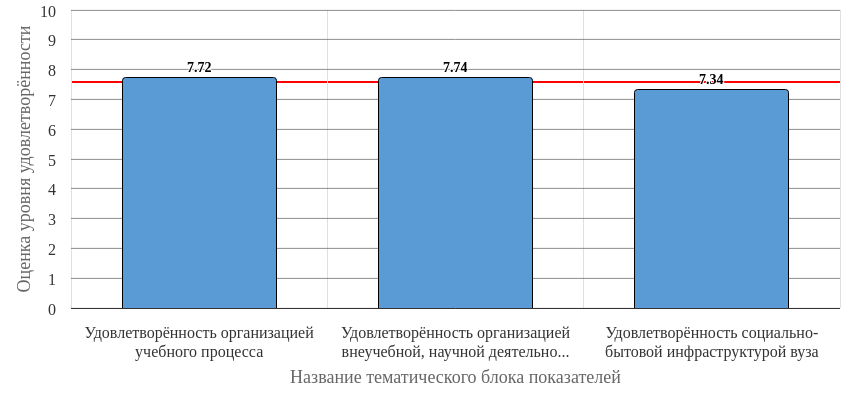 10
9
8
7
6
5
4
3
2
1
0
Оценка уровня удовлетворённости
7.72
7.74
7.34
Удовлетворённость организацией
учебного процесса
Удовлетворённость организацией
внеучебной, научной деятельно...
Удовлетворённость социально-
бытовой инфраструктурой вуза
Название тематического блока показателей